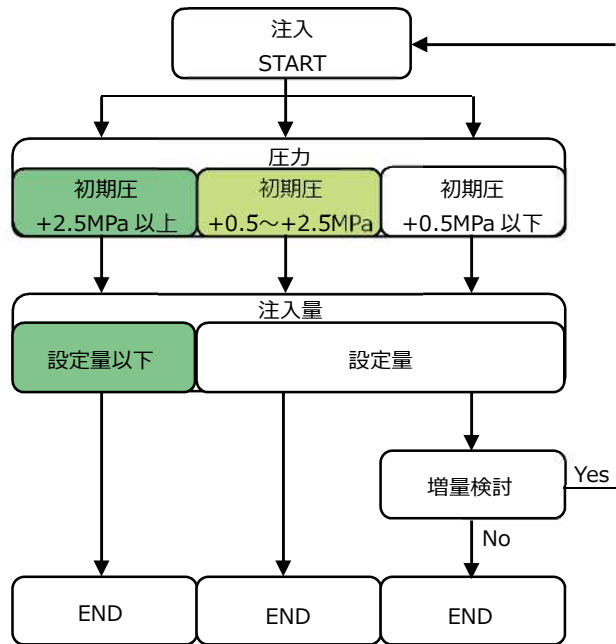 注入
START
圧力
初期圧
+2.5MPa 以上
初期圧
+0.5～+2.5MPa
初期圧
+0.5MPa 以下
注入量
設定量以下
設定量
増量検討
Yes
No
END
END
END